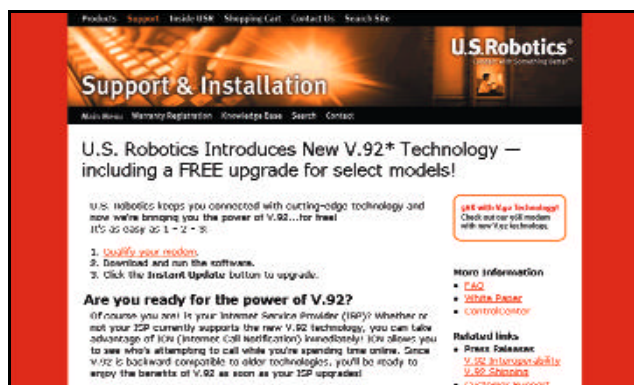 Products Support Inside USR Shopping Cart Contact Us Search Site
U.S.Robotics®
Support & Installation
Main Menu Warranty Registration Knowledge Base Search Contact
U.S. Robotics Introduces New V.92* Technology —
including a FREE upgrade for select models!
U.S. Robotics keeps you connected with cutting-edge technology and
now we're bringing you the power of V.92...for free!
It's as easy as 1 - 2 - 3:
1. Qualify your modem.
2. Download and run the software.
3. Click the Instant Update button to upgrade.
Are you ready for the power of V.92?
Of course you are! Is your Internet Service Provider (ISP)? Whether or
not your ISP currently supports the new V.92 technology, you can take
advantage of ICN (Internet Call Notification) immediately! ICN allows you
to see who's attempting to call while you're spending time online. Since
V.92 is backward compatible to older technologies, you'll be ready to
enjoy the benefits of V.92 as soon as your ISP upgrades!
56K with V.92 Technology!
Check out our 56K modem
with new V.92 technology.
More Information
• FAQ
• White Paper
• ControlCenter
Related links
• Press Releases
V.92 Interoperability
V.92 Shipping
• Customer Support